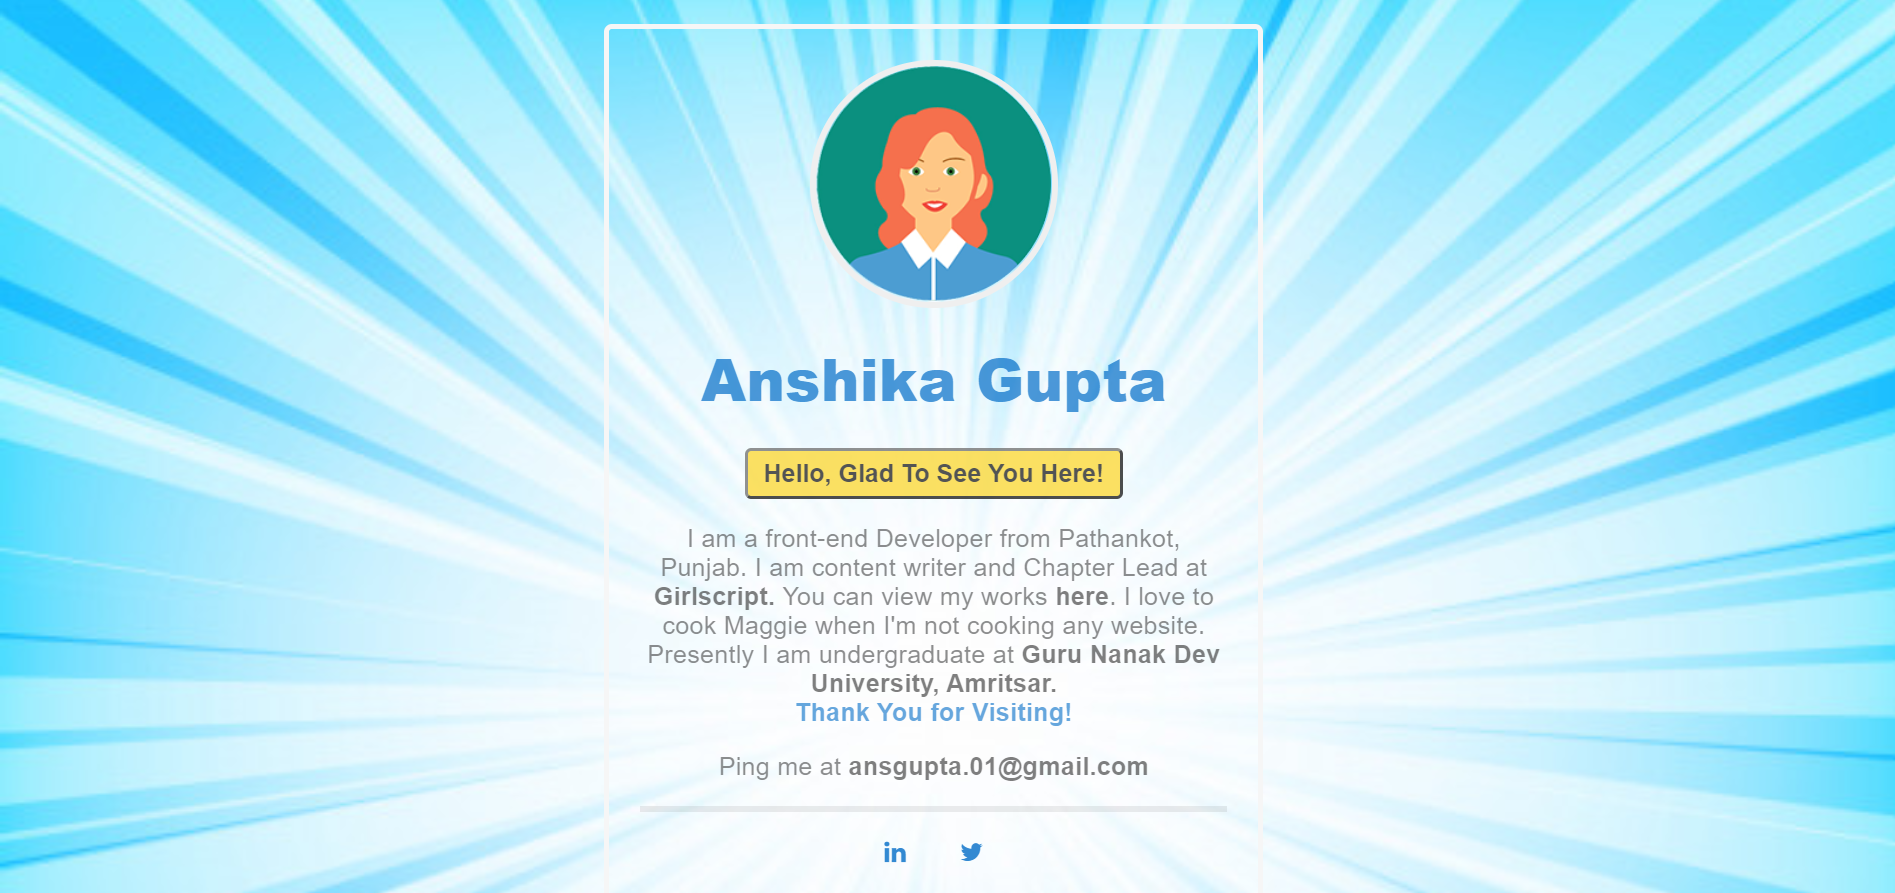 Anshika Gupta
Hello, Glad To See You Here!
I am a front-end Developer from Pathankot,
Punjab. I am content writer and Chapter Lead at
Girlscript. You can view my works here. I love to
cook Maggie when I'm not cooking any website.
Presently I am undergraduate at Guru Nanak Dev
University, Amritsar.
Thank You for Visiting!
Ping me at ansgupta.01@gmail.com
in